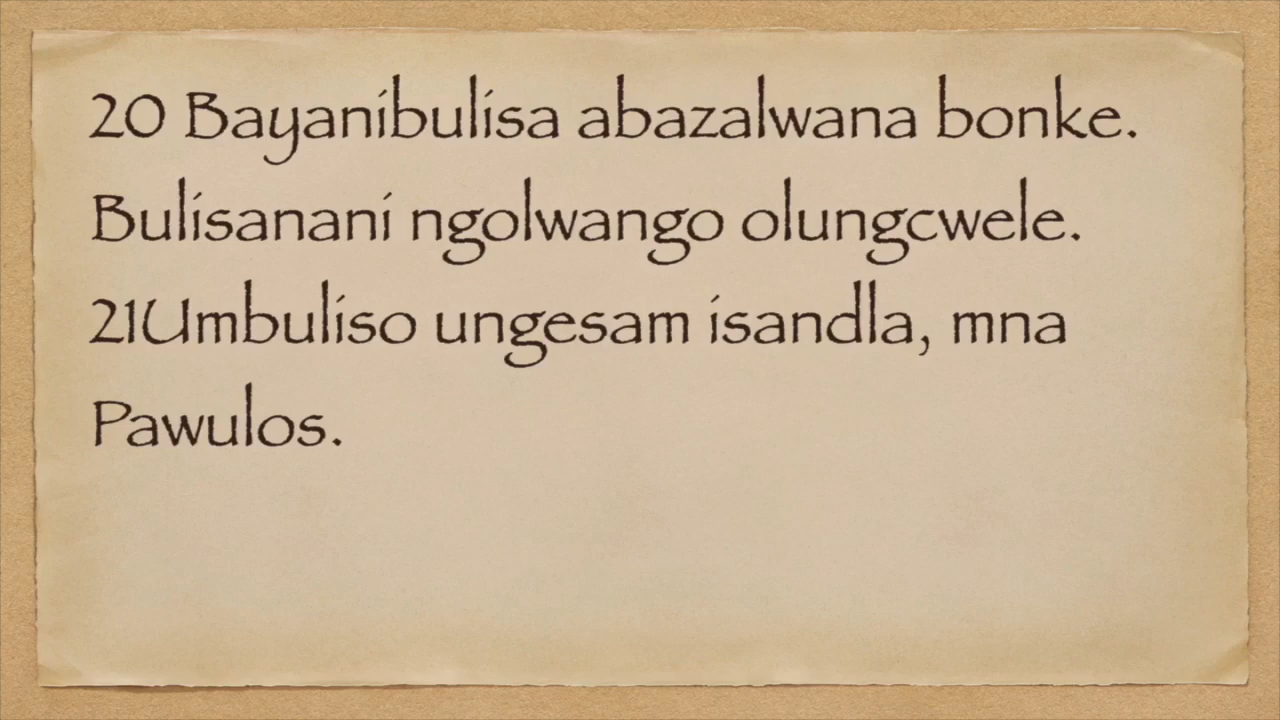 20 Bayanibulisa abazalwana bonke.
Bulisanani ngolwango olungcwele.
21Umbuliso ungesam isandla, mna
Pawulos.